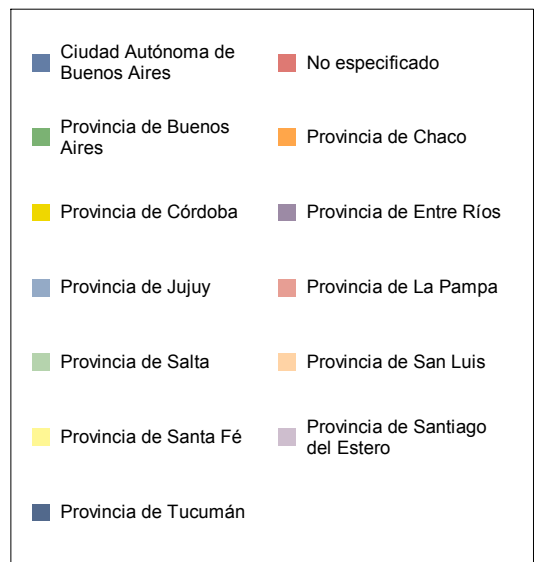 Ciudad Autónoma de
Buenos Aires
No especificado
Provincia de Buenos
Aires
Provincia de Chaco
Provincia de Córdoba
Provincia de Entre Ríos
Provincia de Jujuy
Provincia de La Pampa
Provincia de Salta
Provincia de San Luis
Provincia de Santa Fé
Provincia de Santiago
del Estero
Provincia de Tucumán